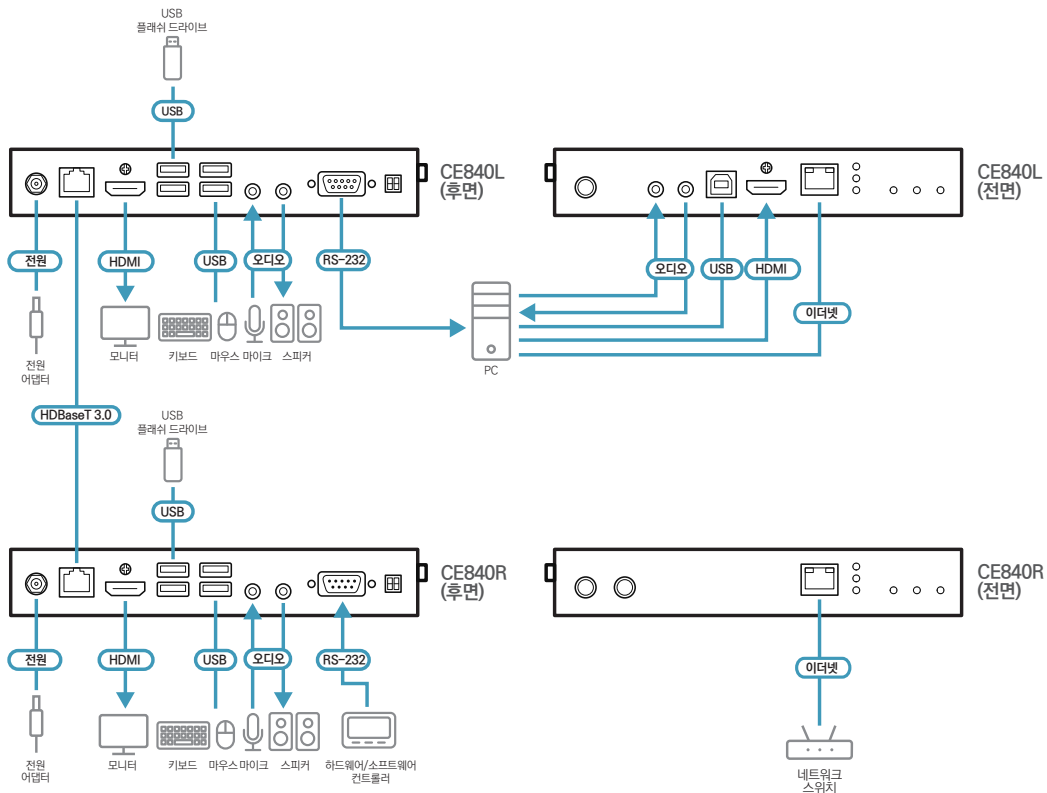 USB
플래쉬 드라이브
USB
CE840L
(후면)
CE840L
(전면)
전원
HDMI
USB
오디오
RS-232
오디오
USB
HDMI
이더넷
전원
어댑터
모니터
키보드
마우스
마이크
스피커
PC
HDBaseT 3.0
USB
플래쉬 드라이브
USB
CE840R
(후면)
CE840R
(전면)
전원
HDMI
USB
오디오
RS-232
이더넷
전원
어댑터
모니터
키보드
마우스
마이크
스피커
하드웨어/소프트웨어
컨트롤러
네트워크
스위치